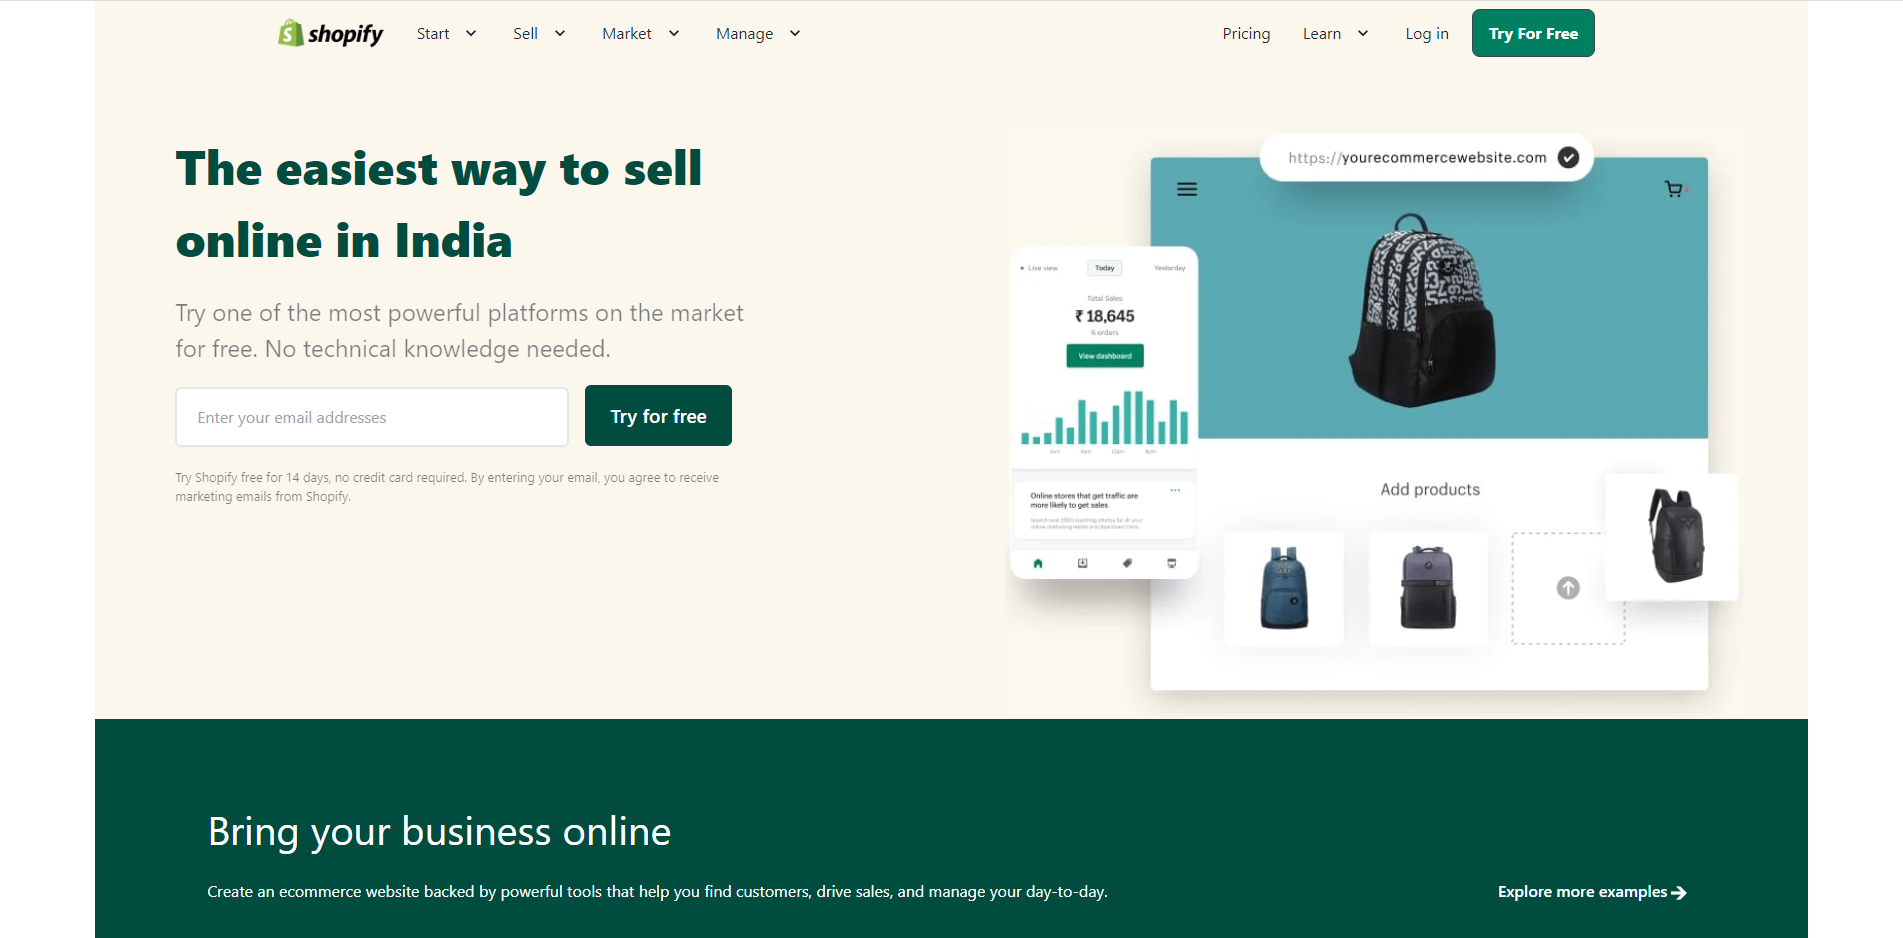 shopify
Start
Sell
Market
Manage
Pricing
Learn
Log in
Try For Free
The easiest way to sell
online in India
Try one of the most powerful platforms on the market
for free. No technical knowledge needed.
Enter your email addresses
Try for free
Try Shopify free for 14 days, no credit card required. By entering your email, you agree to receive
marketing emails from Shopify.
https://yourecommercewebsite.com
Live view
Today
Yesterday
Total Sales
₹ 18,645
6 orders
View dashboard
Online stores that get traffic are
more likely to get sales
Add products
Bring your business online
Create an ecommerce website backed by powerful tools that help you find customers, drive sales, and manage your day-to-day.
Explore more examples